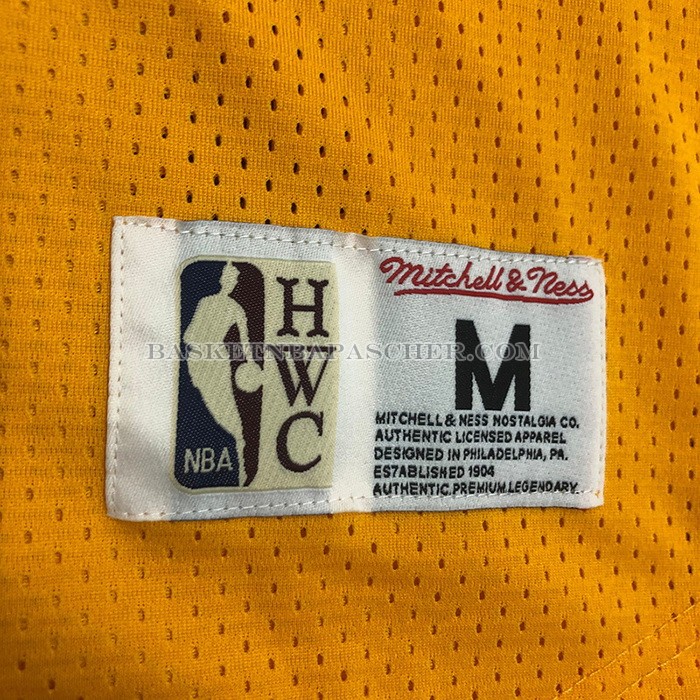 HWC
NBA
Mitchell & Ness
M
MITCHELL & NESS NOSTALGIA CO.
AUTHENTIC LICENSED APPAREL
DESIGNED IN PHILADELPHIA, PA.
ESTABLISHED 1904
AUTHENTIC.PREMIUM.LEGENDARY.
BASKETNBAPASCHER.COM